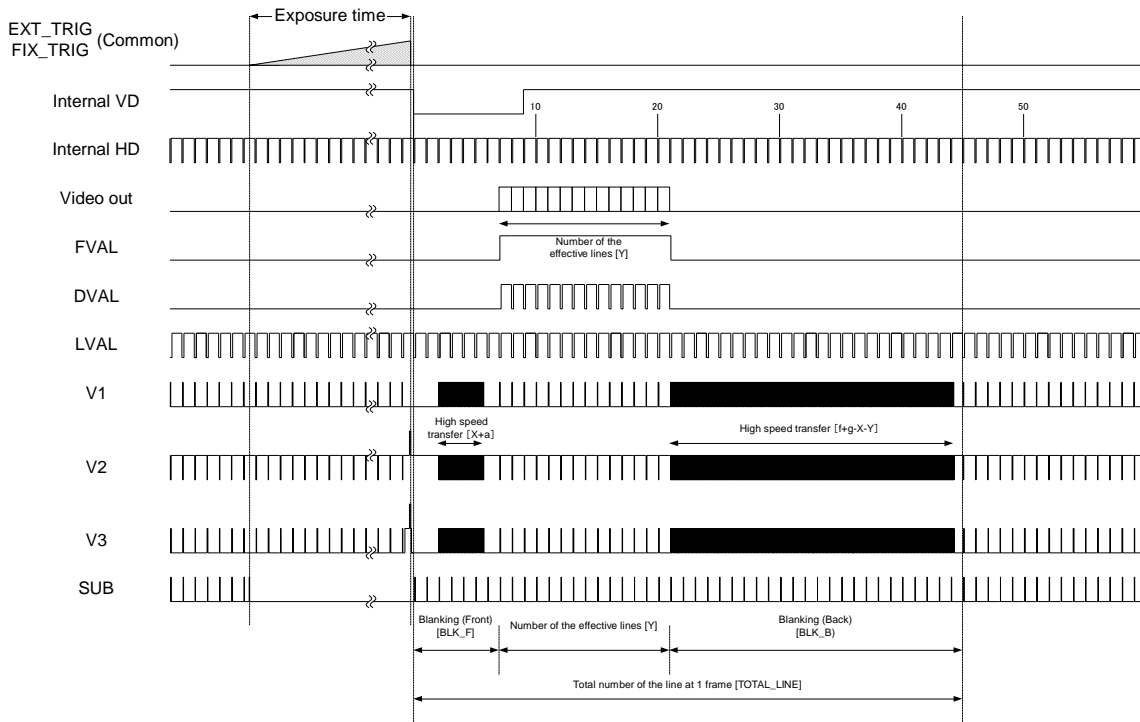 Exposure time
EXT_TRIG
FIX_TRIG (Common)
Internal VD
10 20 30 40 50
Internal HD
Video out
FVAL
Number of the
effective lines [Y]
DVAL
LVAL
V1
High speed
transfer [X+a]
High speed transfer [f+g-X-Y]
V2
V3
SUB
Blanking (Front)
[BLK_F]
Number of the effective lines [Y]
Blanking (Back)
[BLK_B)
Total number of the line at 1 frame [TOTAL_LINE]